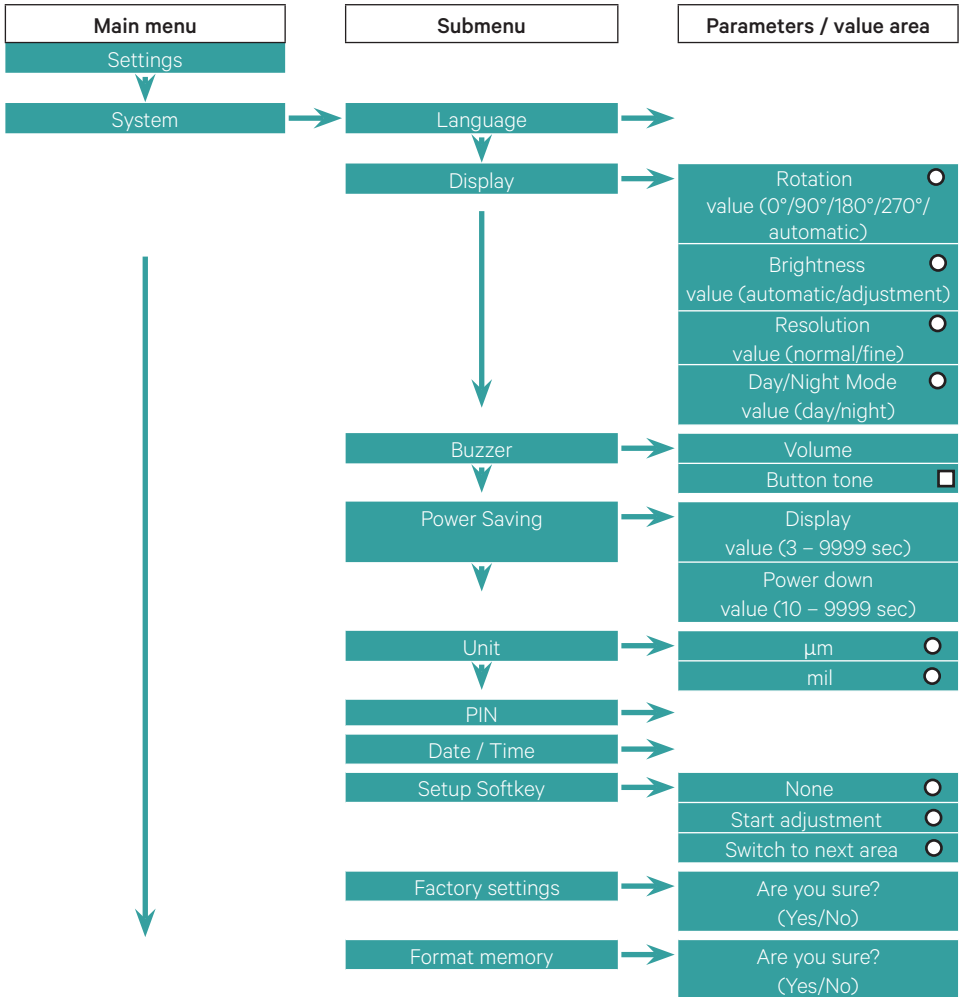 Main menu
Submenu
Parameters / value area
Settings
System
Language
Display
Rotation
value (0°/90°/180°/270°/
automatic)
Brightness
value (automatic/adjustment)
Resolution
value (normal/fine)
Day/Night Mode
value (day/night)
Buzzer
Volume
Button tone
Power Saving
Display
value (3 – 9999 sec)
Power down
value (10 – 9999 sec)
Unit
µm
mil
PIN
Date / Time
Setup Softkey
None
Start adjustment
Switch to next area
Factory settings
Are you sure?
(Yes/No)
Format memory
Are you sure?
(Yes/No)